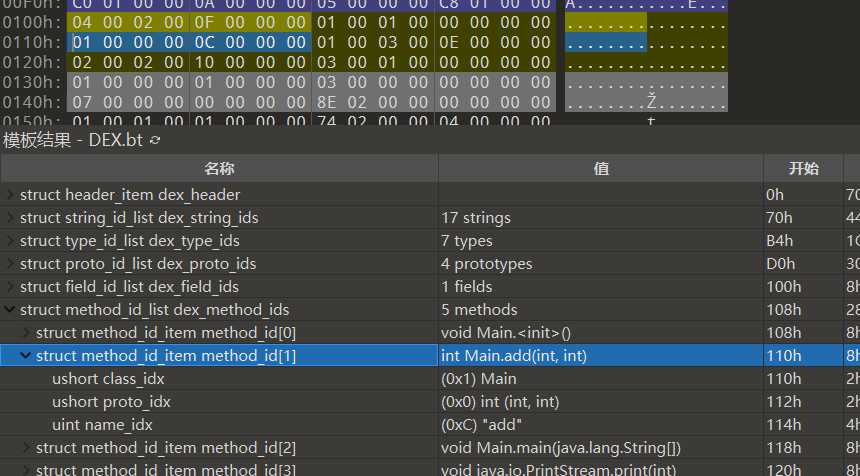 00F0h: C0 01 00 00 0A 00 00 00 05 00 00 00 C8 01 00 00 A..........E...
0100h: 04 00 02 00 0F 00 00 00 01 00 01 00 00 00 00 00 ................
0110h: 01 00 00 00 0C 00 00 00 01 00 03 00 0E 00 00 00 ................
0120h: 02 00 02 00 10 00 00 00 03 00 01 00 00 00 00 00 ................
0130h: 01 00 00 00 01 00 00 00 03 00 00 00 00 00 00 00 ................
0140h: 07 00 00 00 00 00 00 00 8E 02 00 00 00 00 00 00 ........Ž.......
0150h: 01 00 01 00 01 00 00 00 74 02 00 00 04 00 00 00 ........t.......
模板结果 - DEX.bt
名称 值 开始
struct header_item dex_header 0h 70
struct string_id_list dex_string_ids 17 strings 70h 44
struct type_id_list dex_type_ids 7 types B4h 1C
struct proto_id_list dex_proto_ids 4 prototypes D0h 30
struct field_id_list dex_field_ids 1 fields 100h 8h
struct method_id_list dex_method_ids 5 methods 108h 28
struct method_id_item method_id[0] void Main.<init>() 108h 8h
struct method_id_item method_id[1] int Main.add(int, int) 110h 8h
ushort class_idx (0x1) Main 110h 2h
ushort proto_idx (0x0) int (int, int) 112h 2h
uint name_idx (0xC) "add" 114h 4h
struct method_id_item method_id[2] void Main.main(java.lang.String[]) 118h 8h
struct method_id_item method_id[3] void java.io.PrintStream.print(int) 120h 8h